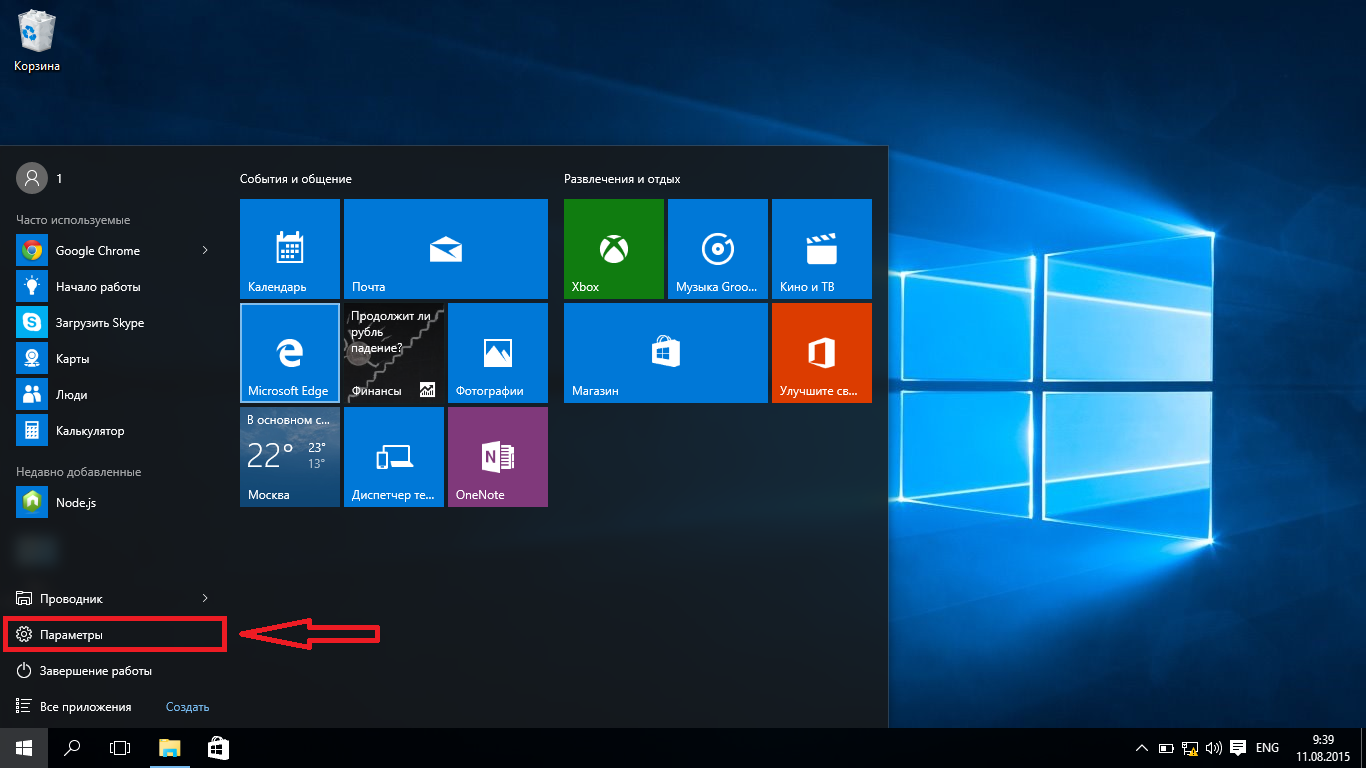 Корзина
1
Часто используемые
Google Chrome
Начало работы
Загрузить Skype
Карты
Люди
Калькулятор
Недавно добавленные
Node.js
Проводник
Параметры
Завершение работы
Все приложения
Создать
События и общение
Календарь
Почта
Microsoft Edge
Продолжит ли
рубль
падение?
Финансы
Фотографии
В основном с...
22°
23°
13°
Москва
Диспетчер те...
OneNote
Развлечения и отдых
Xbox
Музыка Groo...
Кино и ТВ
Магазин
Улучшите св...
ENG
9:39
11.08.2015